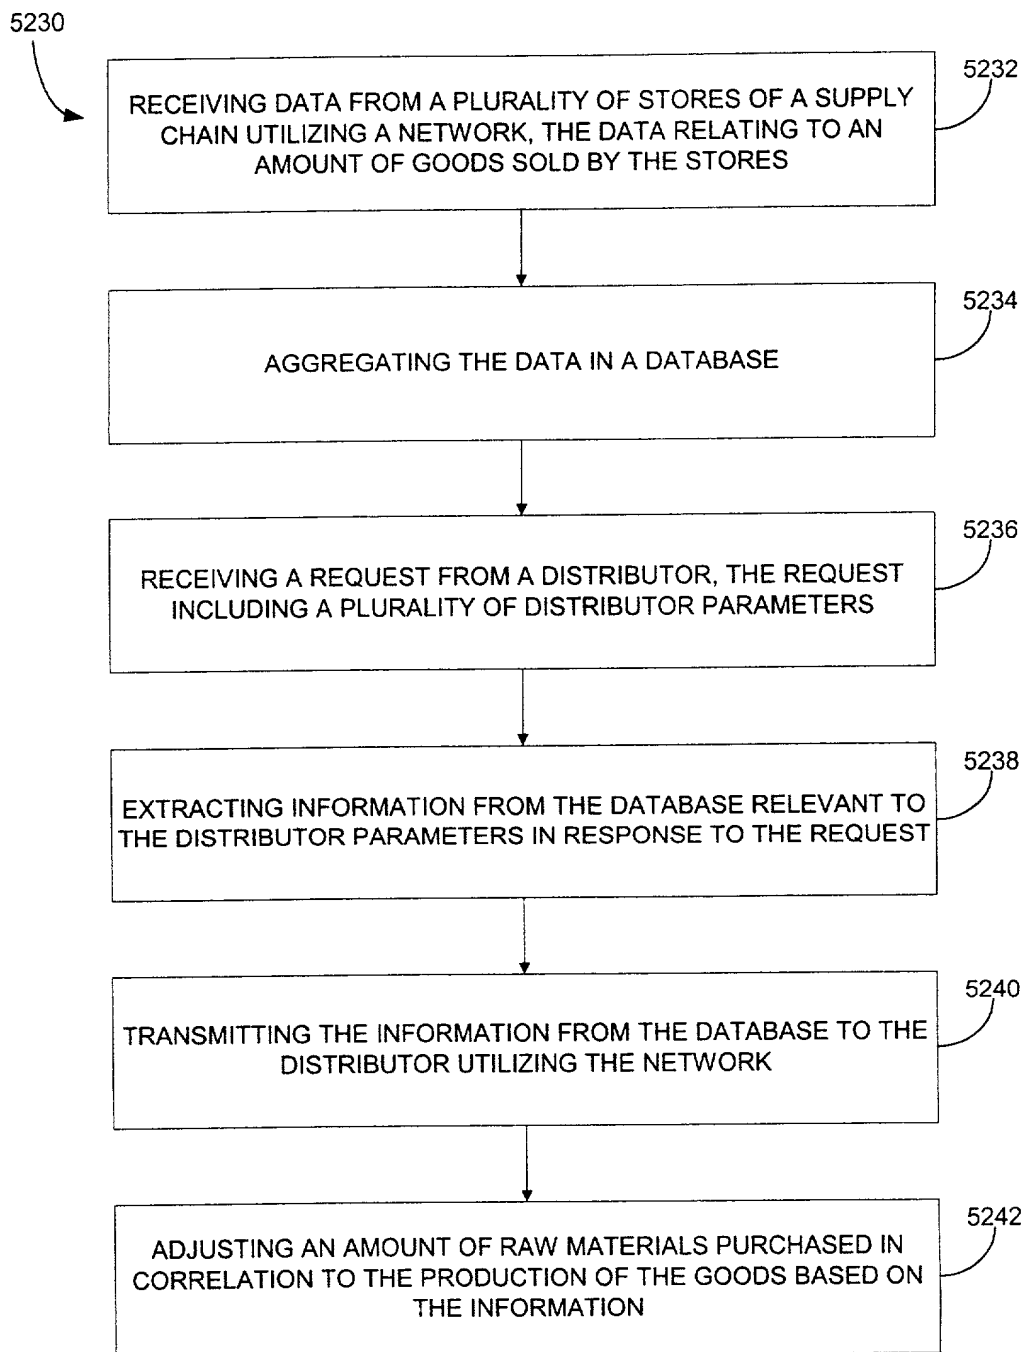 5230
5232
RECEIVING DATA FROM A PLURALITY OF STORES OF A SUPPLY
CHAIN UTILIZING A NETWORK, THE DATA RELATING TO AN
AMOUNT OF GOODS SOLD BY THE STORES
5234
AGGREGATING THE DATA IN A DATABASE
5236
RECEIVING A REQUEST FROM A DISTRIBUTOR, THE REQUEST
INCLUDING A PLURALITY OF DISTRIBUTOR PARAMETERS
5238
EXTRACTING INFORMATION FROM THE DATABASE RELEVANT TO
THE DISTRIBUTOR PARAMETERS IN RESPONSE TO THE REQUEST
5240
TRANSMITTING THE INFORMATION FROM THE DATABASE TO THE
DISTRIBUTOR UTILIZING THE NETWORK
5242
ADJUSTING AN AMOUNT OF RAW MATERIALS PURCHASED IN
CORRELATION TO THE PRODUCTION OF THE GOODS BASED ON
THE INFORMATION